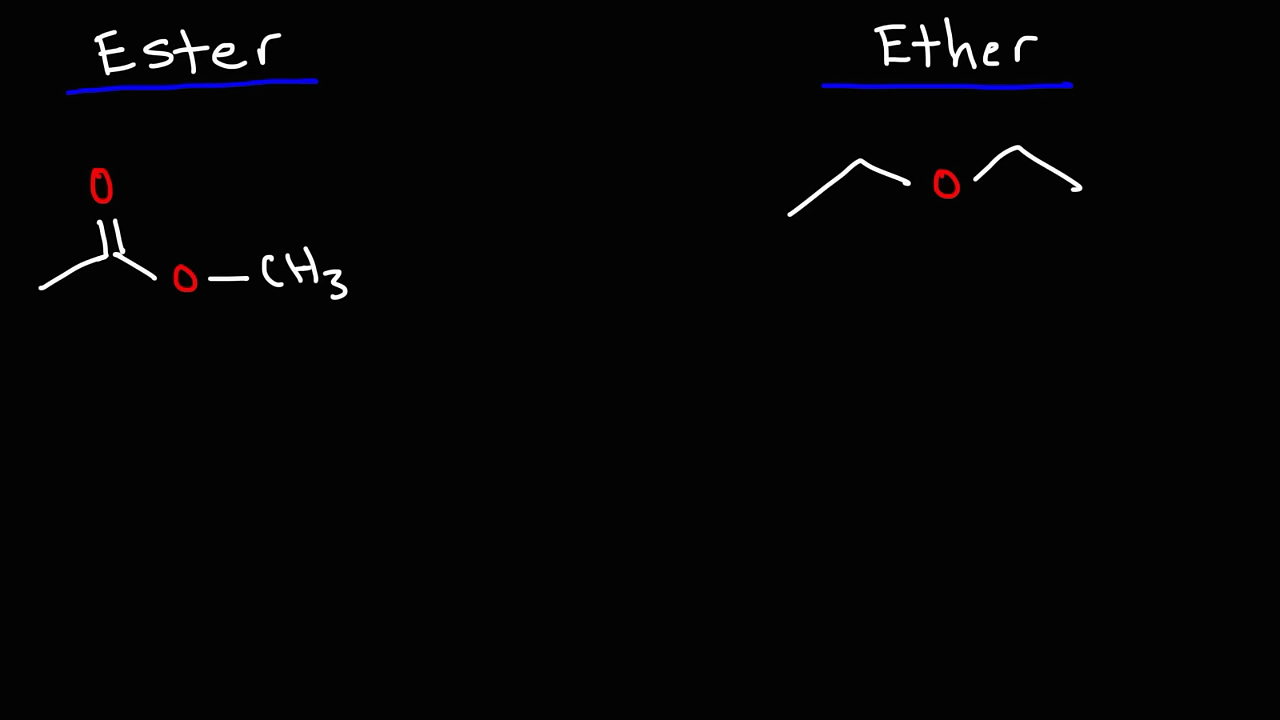 Ester
Ether
O
O
O — CH3